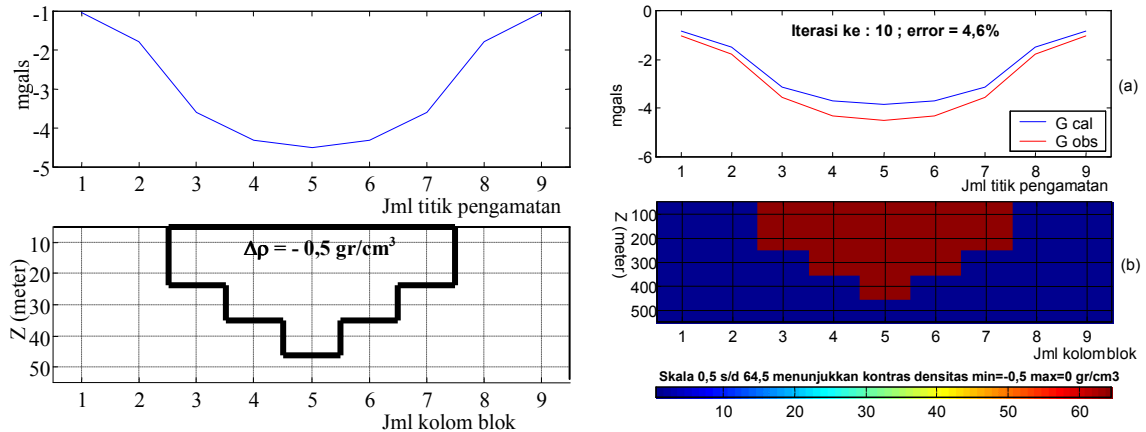 -1
-1
-3
-4
-5
mgals
1 2 3 4 5 6 7 8 9
Jml titik pengamatan
Δρ = - 0,5 gr/cm³
10
20
30
40
50
Z (meter)
1 2 3 4 5 6 7 8 9
Jml kolom blok
0
-2
-4
-6
mgals
Iterasi ke : 10 ; error = 4,6%
G cal
G obs
(a)
1 2 3 4 5 6 7 8 9
Jml titik pengamatan
100
200
300
400
500
Z (meter)
(b)
1 2 3 4 5 6 7 8 9
Jml kolom blok
Skala 0,5 s/d 64,5 menunjukkan kontras densitas min=-0,5 max=0 gr/cm3
10 20 30 40 50 60